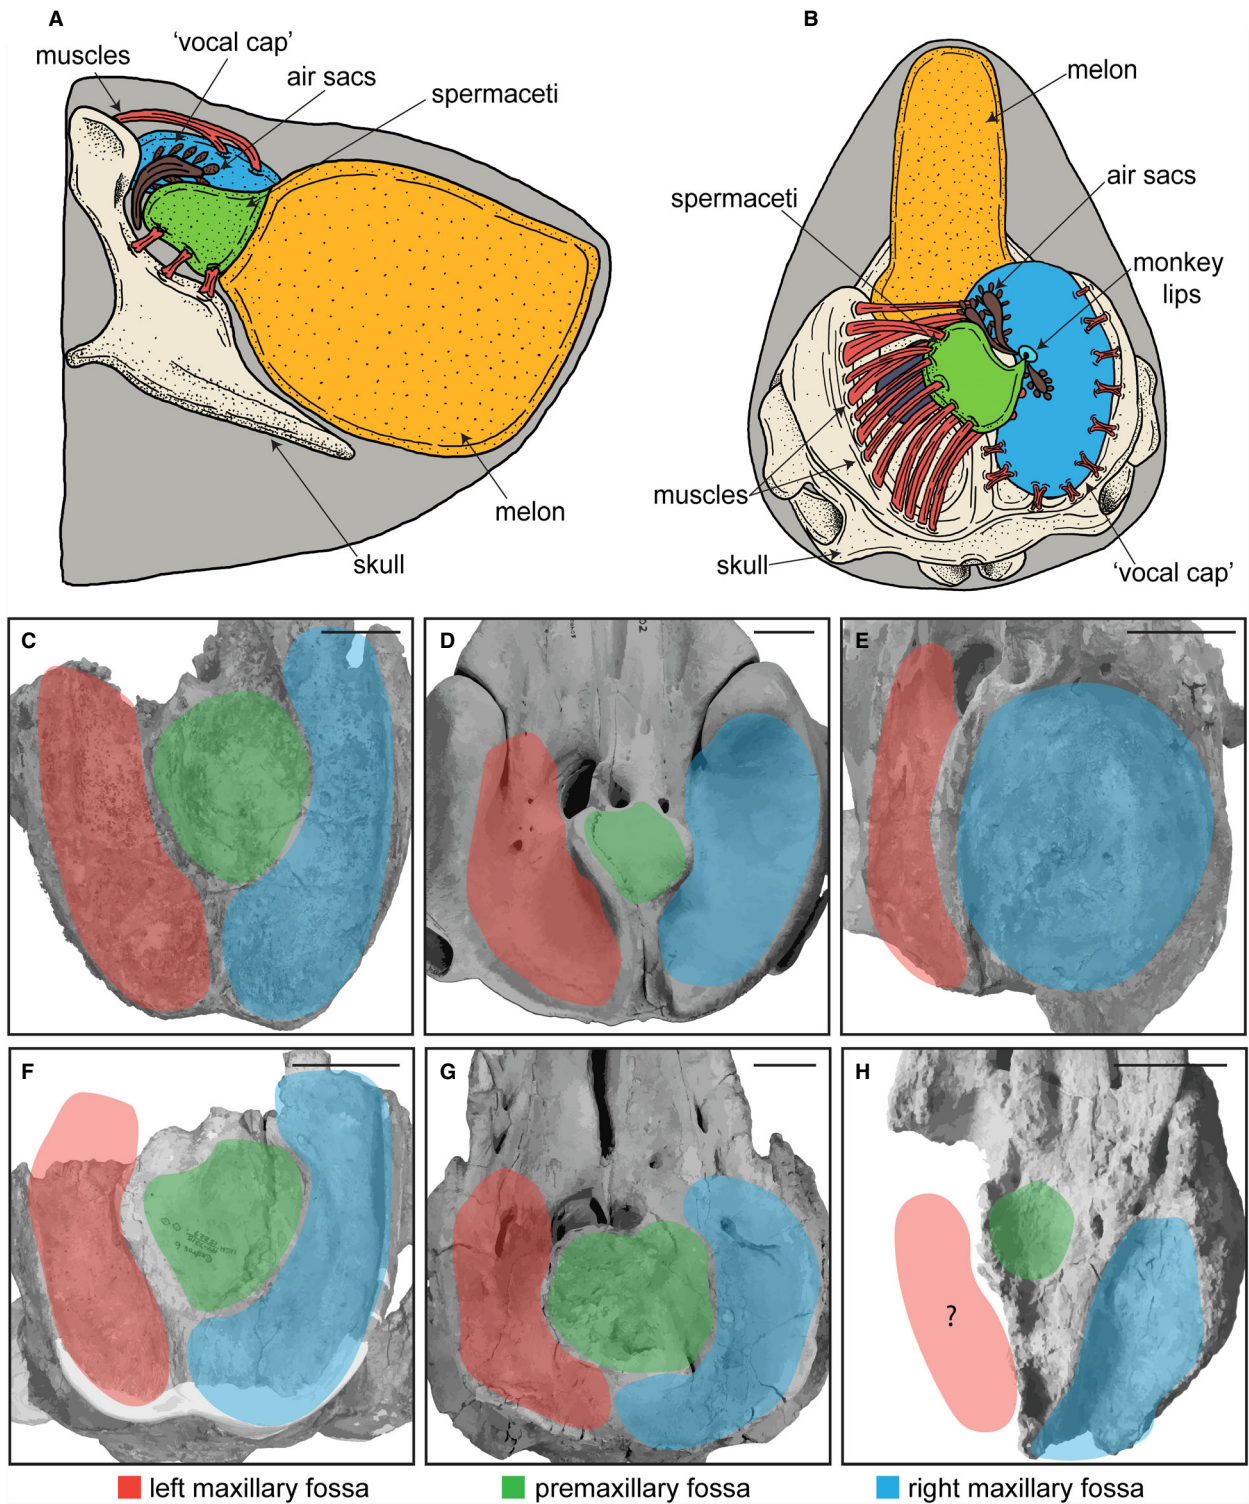 A
B
muscles
'vocal cap'
air sacs
spermaceti
melon
skull
melon
air sacs
spermaceti
monkey
lips
muscles
skull
'vocal cap'
C
D
E
F
G
H
?
left maxillary fossa
premaxillary fossa
right maxillary fossa